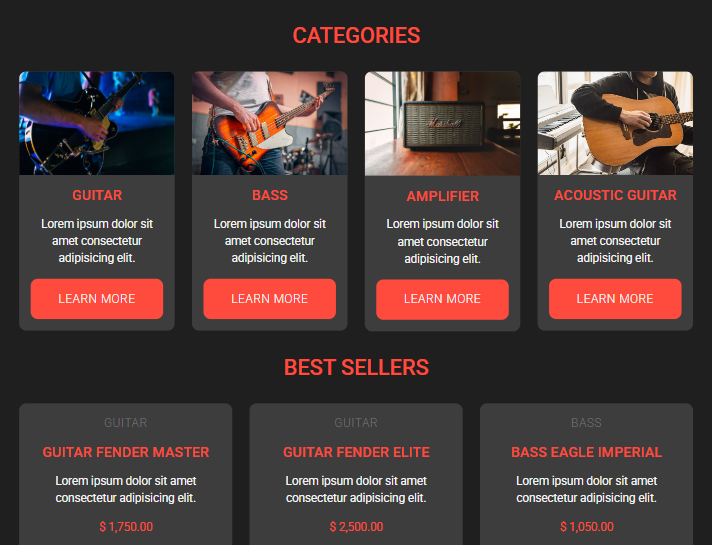 CATEGORIES
GUITAR
Lorem ipsum dolor sit
amet consectetur
adipisicing elit.
LEARN MORE
BASS
Lorem ipsum dolor sit
amet consectetur
adipisicing elit.
LEARN MORE
Marshall
AMPLIFIER
Lorem ipsum dolor sit
amet consectetur
adipisicing elit.
LEARN MORE
ACOUSTIC GUITAR
Lorem ipsum dolor sit
amet consectetur
adipisicing elit.
LEARN MORE
BEST SELLERS
GUITAR
GUITAR FENDER MASTER
Lorem ipsum dolor sit amet
consectetur adipisicing elit.
$ 1,750.00
GUITAR
GUITAR FENDER ELITE
Lorem ipsum dolor sit amet
consectetur adipisicing elit.
$ 2,500.00
BASS
BASS EAGLE IMPERIAL
Lorem ipsum dolor sit amet
consectetur adipisicing elit.
$ 1,050.00